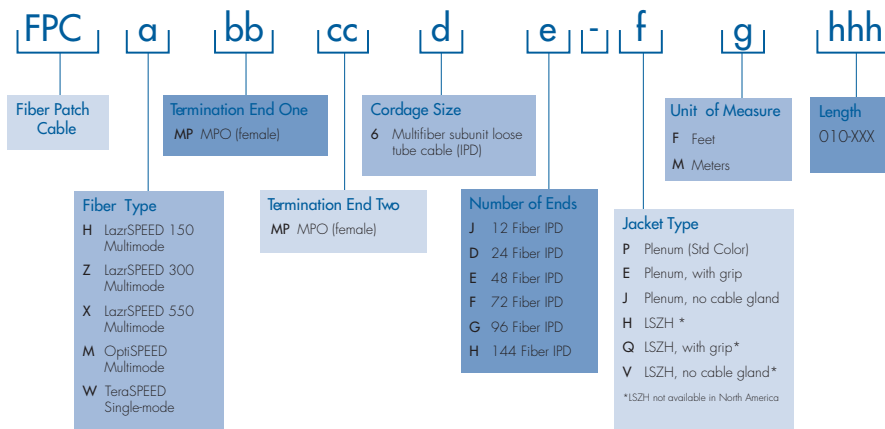 FPC a bb cc d e - f g hhh
Fiber Patch
Cable
Termination End One
MP MPO (female)
Cordage Size
6 Multifiber subunit loose
tube cable (IPD)
Unit of Measure
F Feet
M Meters
Length
010-XXX
Fiber Type
H LazrSPEED 150
Multimode
Z LazrSPEED 300
Multimode
X LazrSPEED 550
Multimode
M OptiSPEED
Multimode
W TeraSPEED
Single-mode
Termination End Two
MP MPO (female)
Number of Ends
J 12 Fiber IPD
D 24 Fiber IPD
E 48 Fiber IPD
F 72 Fiber IPD
G 96 Fiber IPD
H 144 Fiber IPD
Jacket Type
P Plenum (Std Color)
E Plenum, with grip
J Plenum, no cable gland
H LSZH *
Q LSZH, with grip*
V LSZH, no cable gland*
*LSZH not available in North America